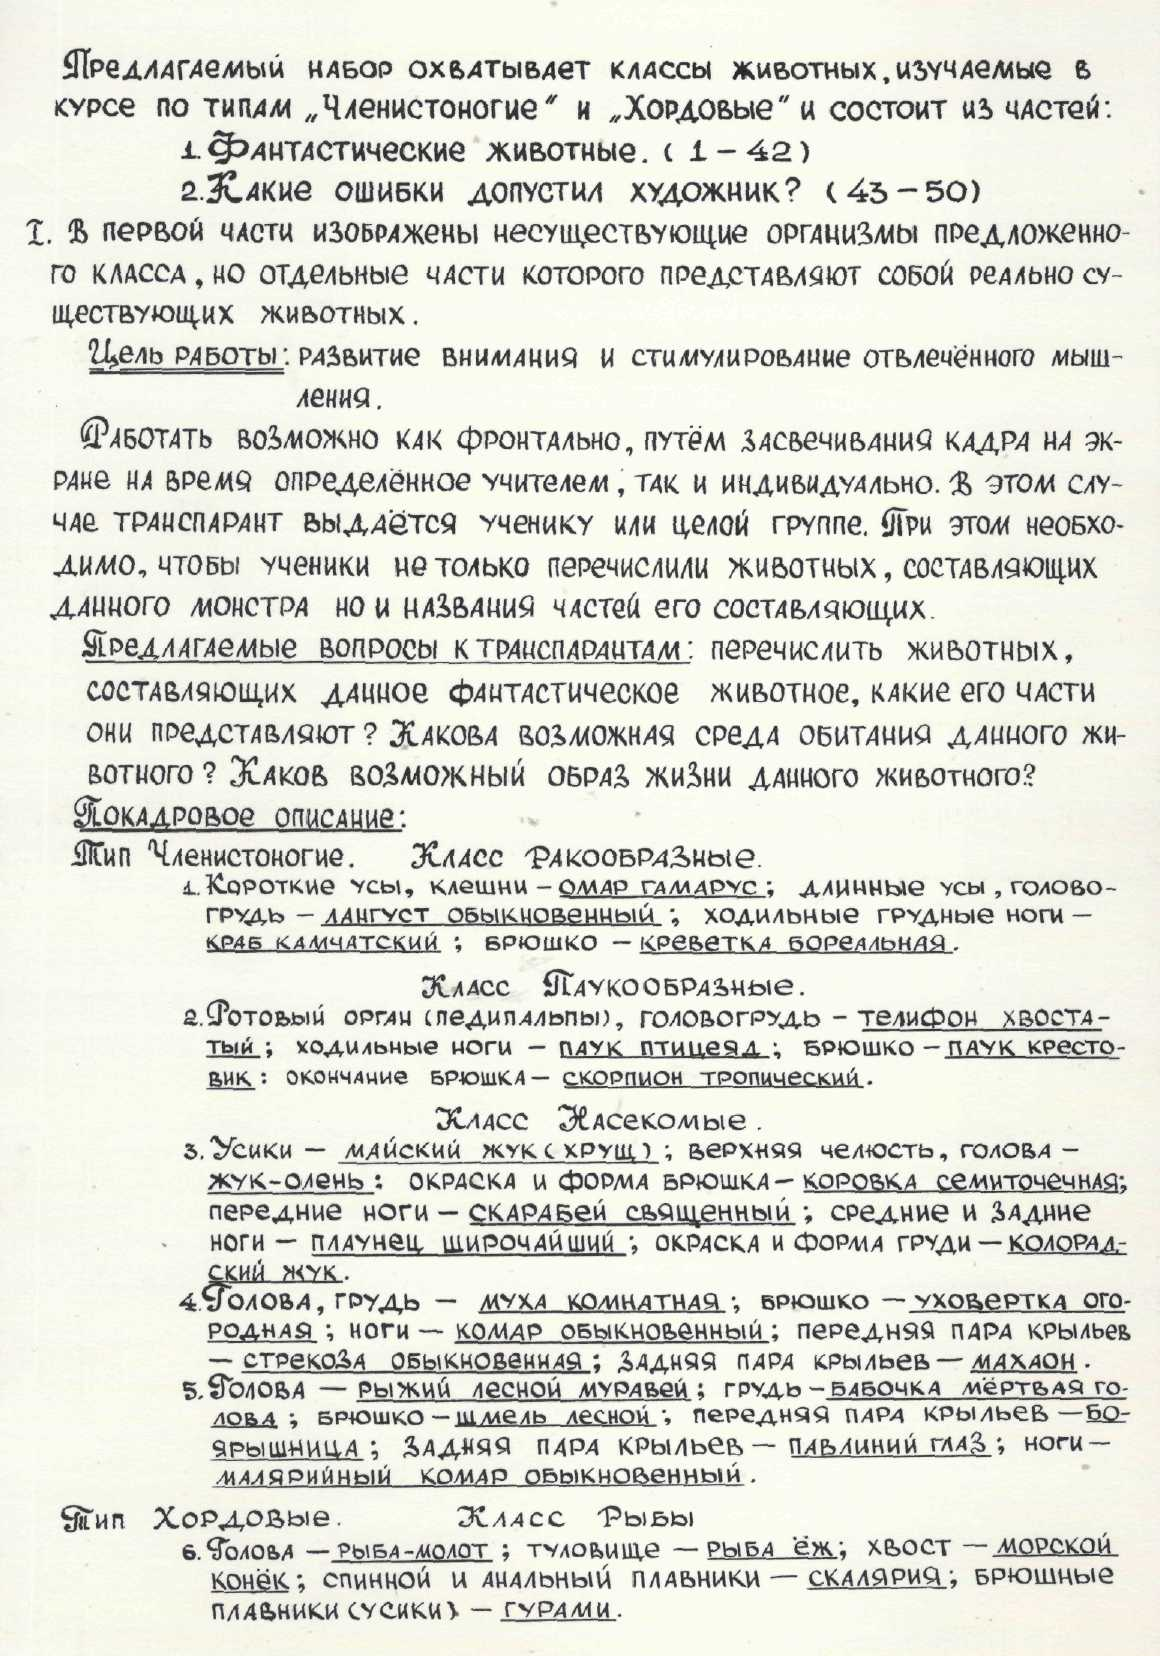 Предлагаемый набор охватывает классы животных, изучаемые в
курсе по типам „Членистоногие" и „Хордовые" и состоит из частей:
1. Фантастические животные. (1 – 42)
2. Какие ошибки допустил художник? (43 – 50)
I. В первой части изображены несуществующие организмы предложенно-
го класса, но отдельные части которого представляют собой реально су-
ществующих животных.
Цель работы: развитие внимания и стимулирование отвлечённого мыш-
ления.
Работать возможно как фронтально, путём засвечивания кадра на эк-
ране на время определённое учителем, так и индивидуально. В этом слу-
чае транспарант выдаётся ученику или целой группе. При этом необхо-
димо, чтобы ученики не только перечислили животных, составляющих
данного монстра но и названия частей его составляющих.
Предлагаемые вопросы к транспарантам: перечислить животных,
составляющих данное фантастическое животное, какие его части
они представляют? Какова возможная среда обитания данного жи-
вотного? Каков возможный образ жизни данного животного?
Покадровое описание:
Тип Членистоногие. Класс Ракообразные.
1. Короткие усы, клешни – омар гамарус; длинные усы, голово-
грудь – лангуст обыкновенный; ходильные грудные ноги –
краб камчатский; брюшко – креветка бореальная.
Класс Паукообразные.
2. Ротовый орган (педипальпы), головогрудь – телифон хвоста-
тый; ходильные ноги – паук птицеяд; брюшко – паук кресто-
вик: окончание брюшка – скорпион тропический.
Класс Насекомые.
3. Усики – майский жук (хрущ); верхняя челюсть, голова –
жук-олень: окраска и форма брюшка – коровка семиточечная;
передние ноги – скарабей священный; средние и задние
ноги – плаунец широчайший; окраска и форма груди – колорад-
ский жук.
4. Голова, грудь – муха комнатная; брюшко – уховертка ого-
родная; ноги – комар обыкновенный; передняя пара крыльев
– стрекоза обыкновенная; задняя пара крыльев – махаон.
5. Голова – рыжий лесной муравей; грудь – бабочка мёртвая го-
лова; брюшко – шмель лесной; передняя пара крыльев – бо-
ярышница; задняя пара крыльев – павлиний глаз; ноги –
малярийный комар обыкновенный.
Тип Хордовые. Класс Рыбы
6. Голова – рыба-молот; туловище – рыба ёж; хвост – морской
конёк; спинной и анальный плавники – скалярия; брюшные
плавники (усики) – гурами.